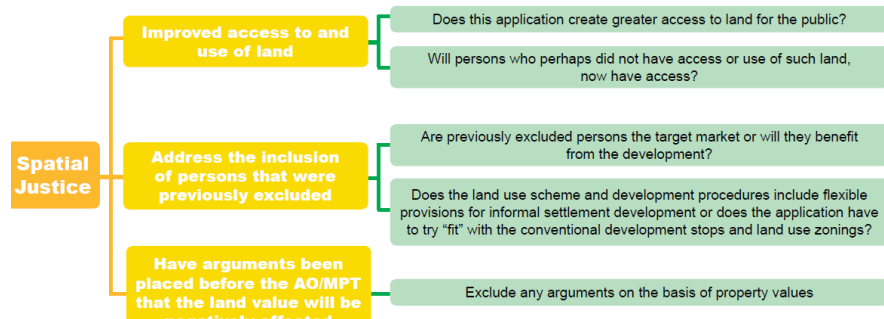 Spatial
Justice
Improved access to and
use of land
Does this application create greater access to land for the public?
Will persons who perhaps did not have access or use of such land,
now have access?
Address the inclusion
of persons that were
previously excluded
Are previously excluded persons the target market or will they benefit
from the development?
Does the land use scheme and development procedures include flexible
provisions for informal settlement development or does the application have
to try “fit” with the conventional development stops and land use zonings?
Have arguments been
placed before the AO/MPT
that the land value will be
negatively affected
Exclude any arguments on the basis of property values